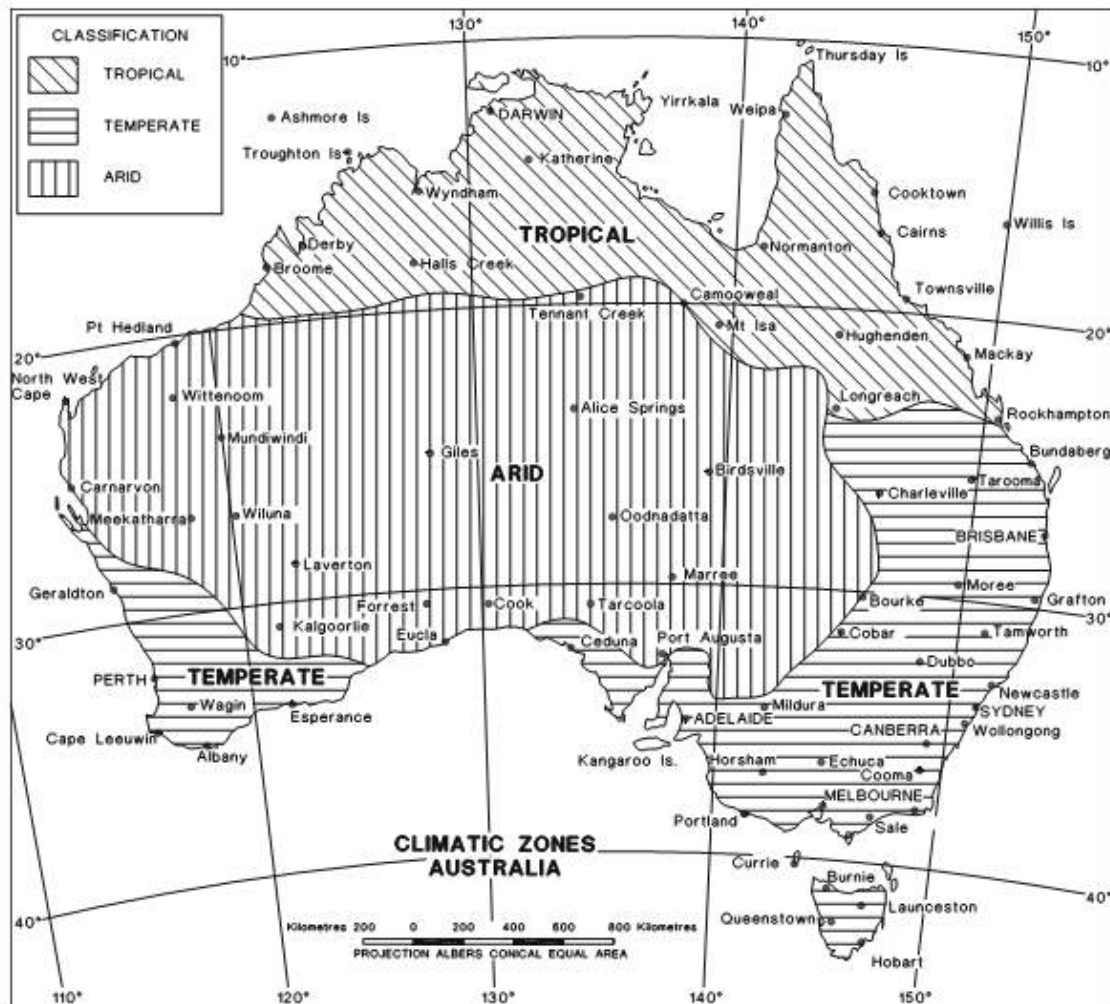 CLASSIFICATION
TROPICAL
TEMPERATE
ARID
130°
140°
150°
10°
10°
Thursday Is
Ashmore Is
DARWIN
Yirrkala
Weipa
Troughton Is
Katherine
Wyndham
Cooktown
Willis Is
Derby
TROPICAL
Normanton
Cairns
Broome
Halls Creek
Camooweal
Townsville
Pt Hedland
Tennant Creek
Mt Isa
Hughenden
20°
20°
Mackay
North West
Cape
Wittenoom
Alice Springs
Longreach
Rockhampton
Mundiwindi
Giles
ARID
Birdsville
Bundaberg
Carnarvon
Charleville
Tarooma
Meekatharra
Wiluna
Oodnadatta
BRISBANE
Laverton
Marree
Moree
Geraldton
Forrest
Cook
Tarcoola
Bourke
Grafton
30°
30°
Kalgoorlie
Eucla
Ceduna
Port Augusta
Cobar
Tamworth
PERTH
TEMPERATE
Dubbo
TEMPERATE
Newcastle
Wagin
Esperance
Mildura
SYDNEY
ADELAIDE
CANBERRA
Wollongong
Cape Leeuwin
Albany
Kangaroo Is.
Horsham
Echuca
Cooma
MELBOURNE
Portland
Sale
CLIMATIC ZONES
AUSTRALIA
Currie
Burnie
40°
40°
Launceston
Queenstown
Kilometres 200 0 200 400 600 800 Kilometres
PROJECTION ALBERS CONICAL EQUAL AREA
Hobart
110°
120°
130°
140°
150°